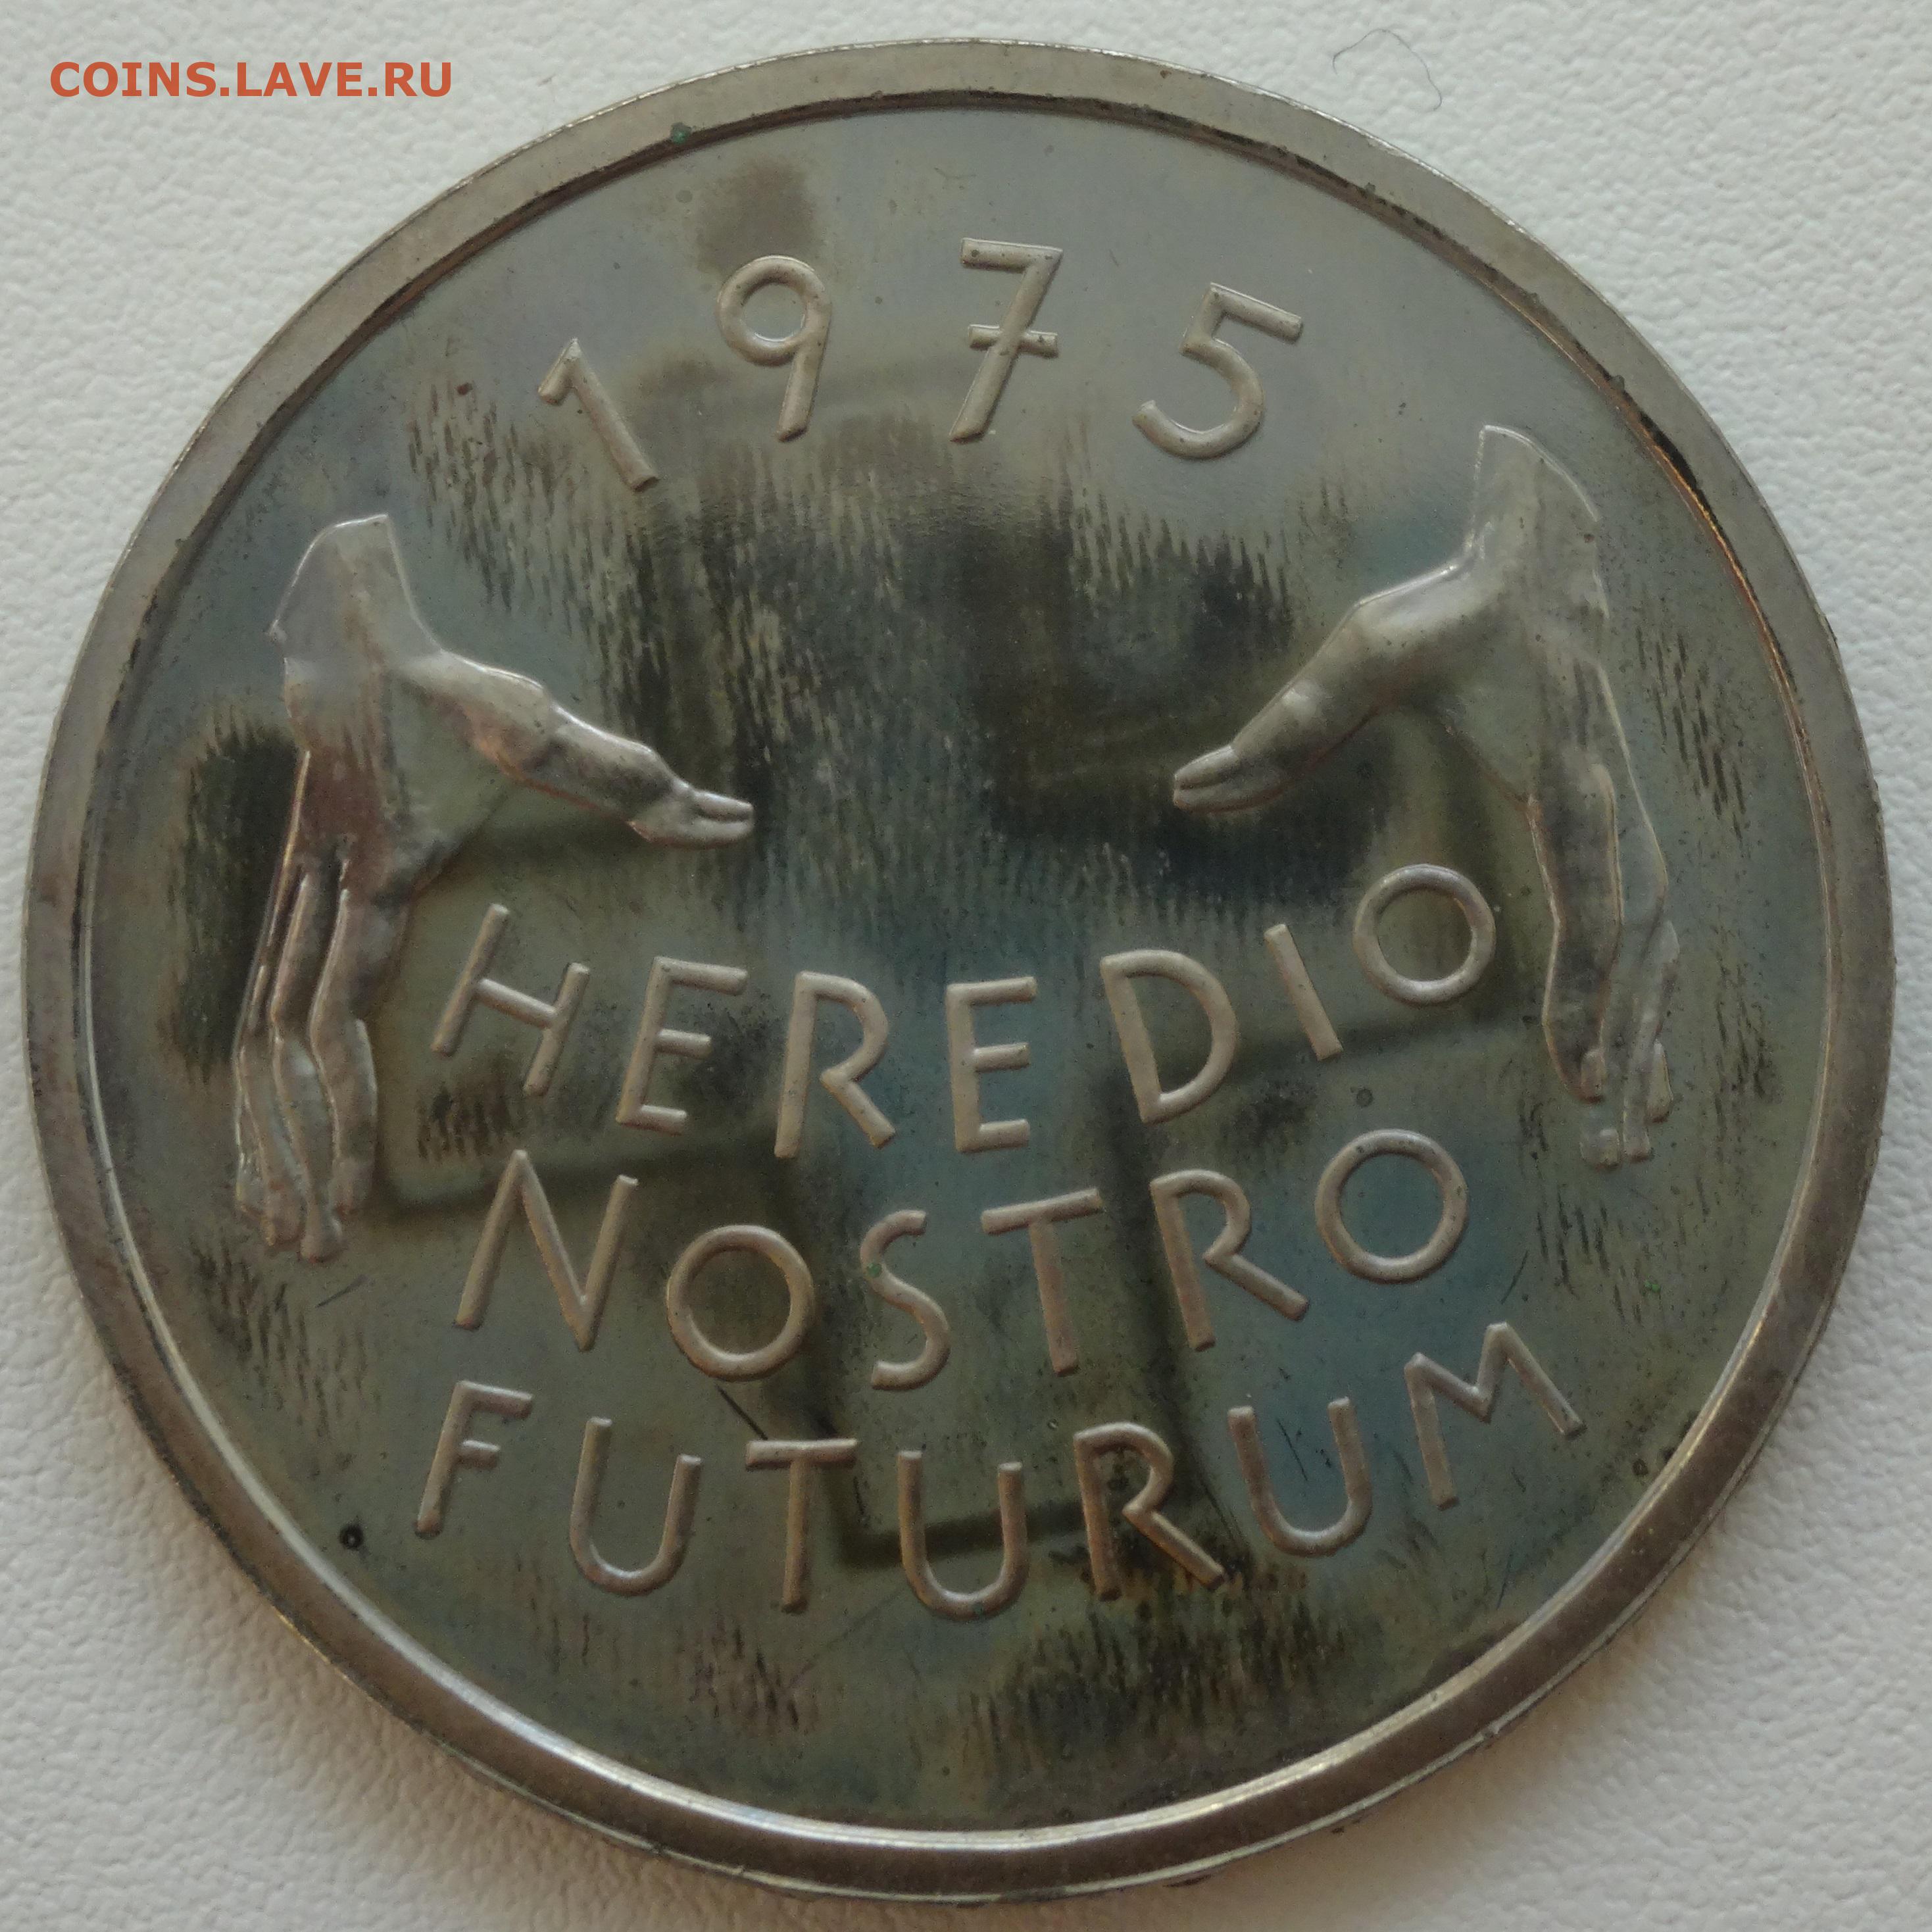 COINS.LAVE.RU
1975
HEREDIO
NOSTRO
FUTURUM